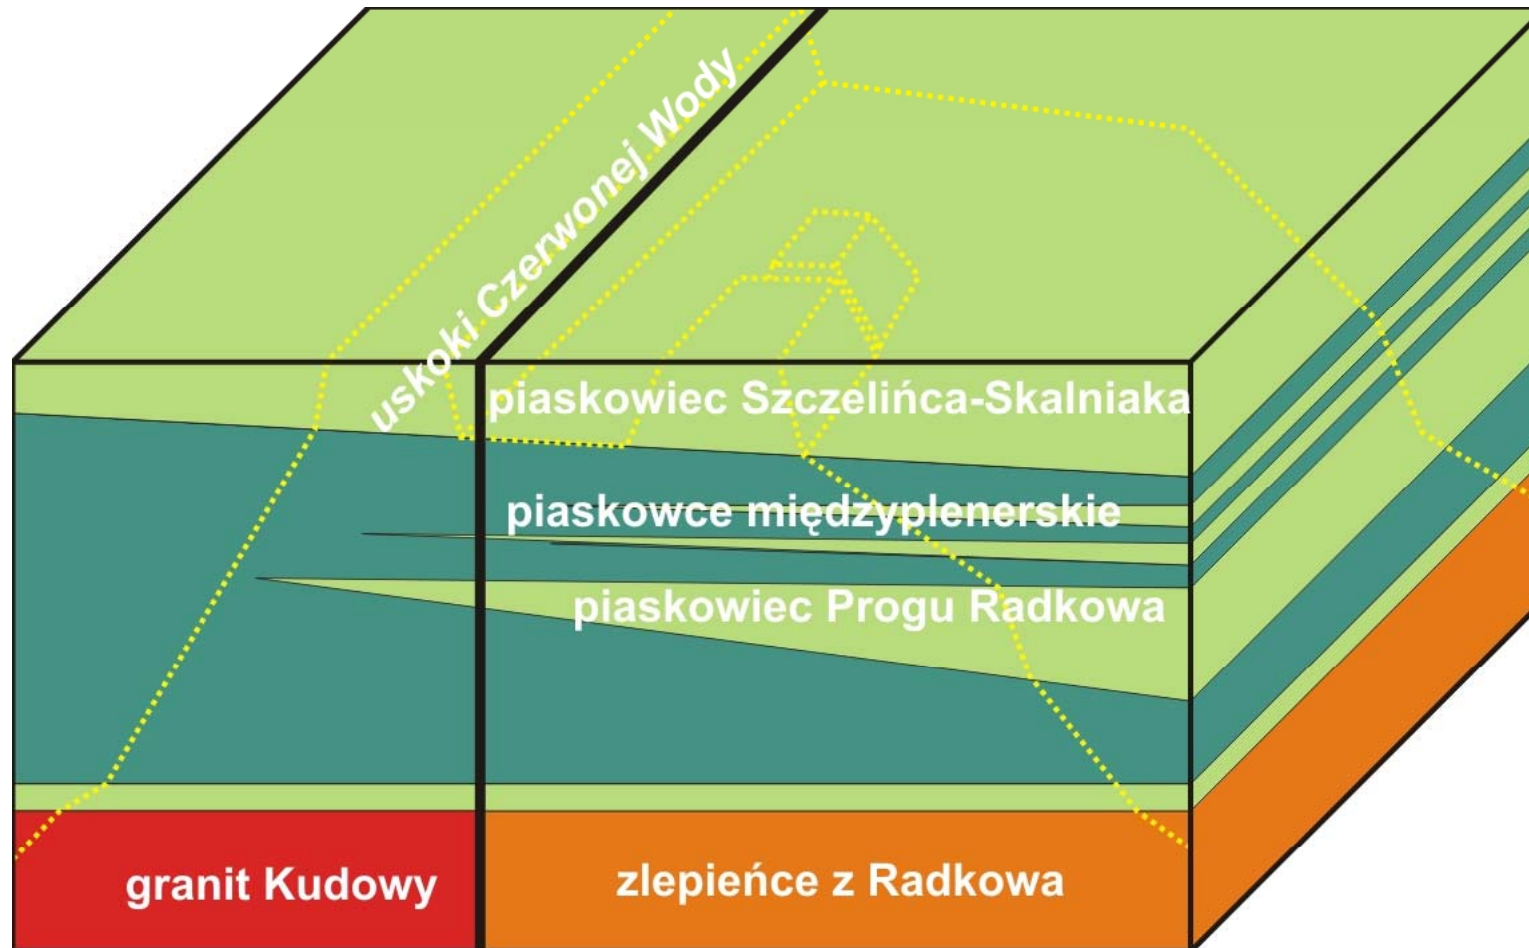 uskoki Czerwonej Wody
piaskowiec Szczelińca-Skalniaka
piaskowce międzyplenerskie
piaskowiec Progu Radkowa
granit Kudowy
zlepieńce z Radkowa